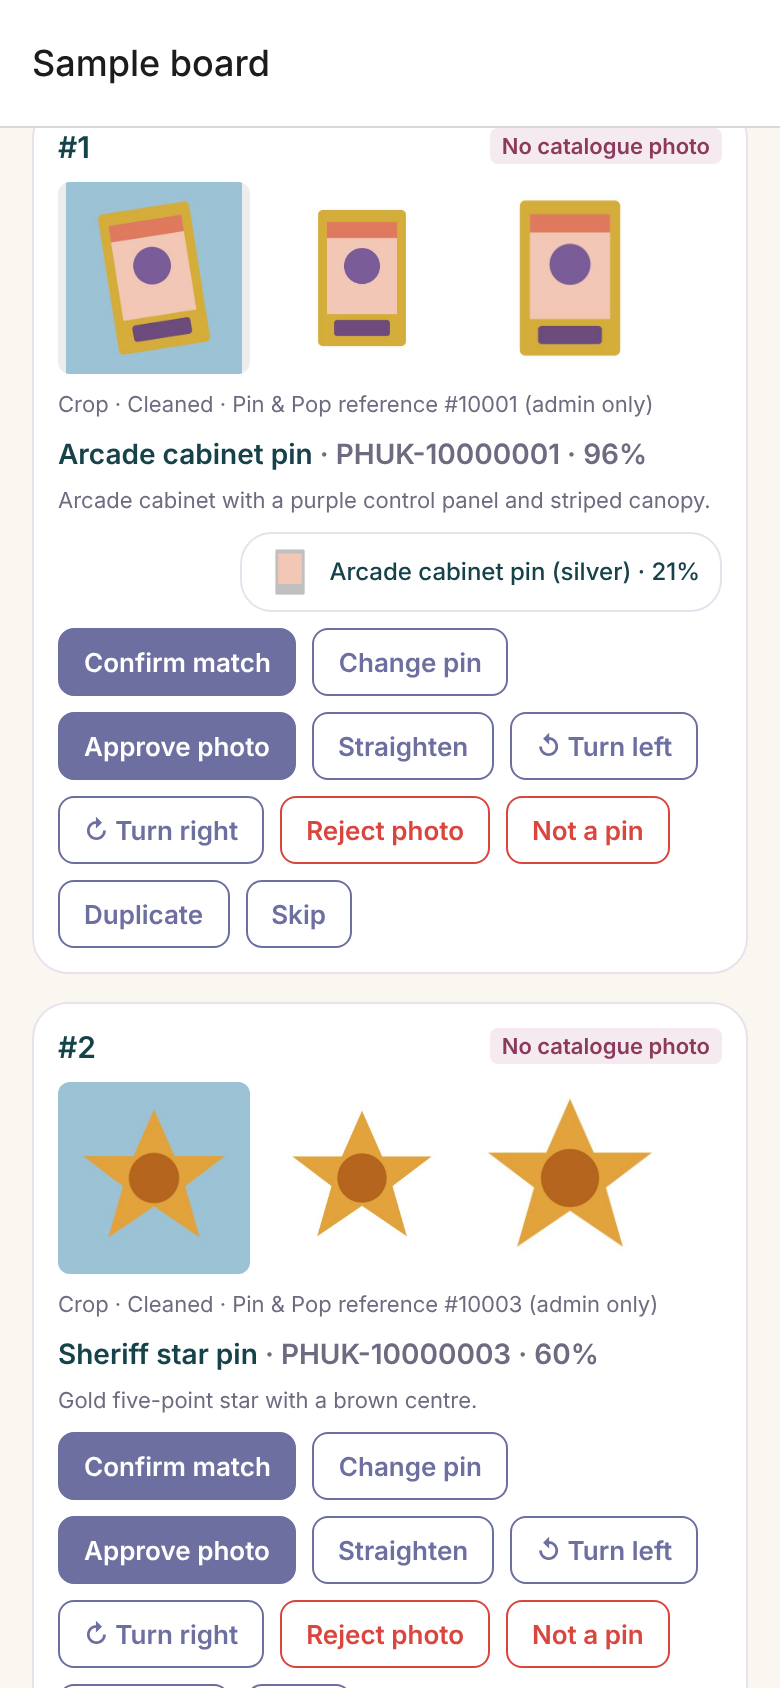 Sample board
#1
No catalogue photo
Crop · Cleaned · Pin & Pop reference #10001 (admin only)
Arcade cabinet pin · PHUK-10000001 · 96%
Arcade cabinet with a purple control panel and striped canopy.
Arcade cabinet pin (silver) · 21%
Confirm match
Change pin
Approve photo
Straighten
Turn left
Turn right
Reject photo
Not a pin
Duplicate
Skip
#2
No catalogue photo
Crop · Cleaned · Pin & Pop reference #10003 (admin only)
Sheriff star pin · PHUK-10000003 · 60%
Gold five-point star with a brown centre.
Confirm match
Change pin
Approve photo
Straighten
Turn left
Turn right
Reject photo
Not a pin